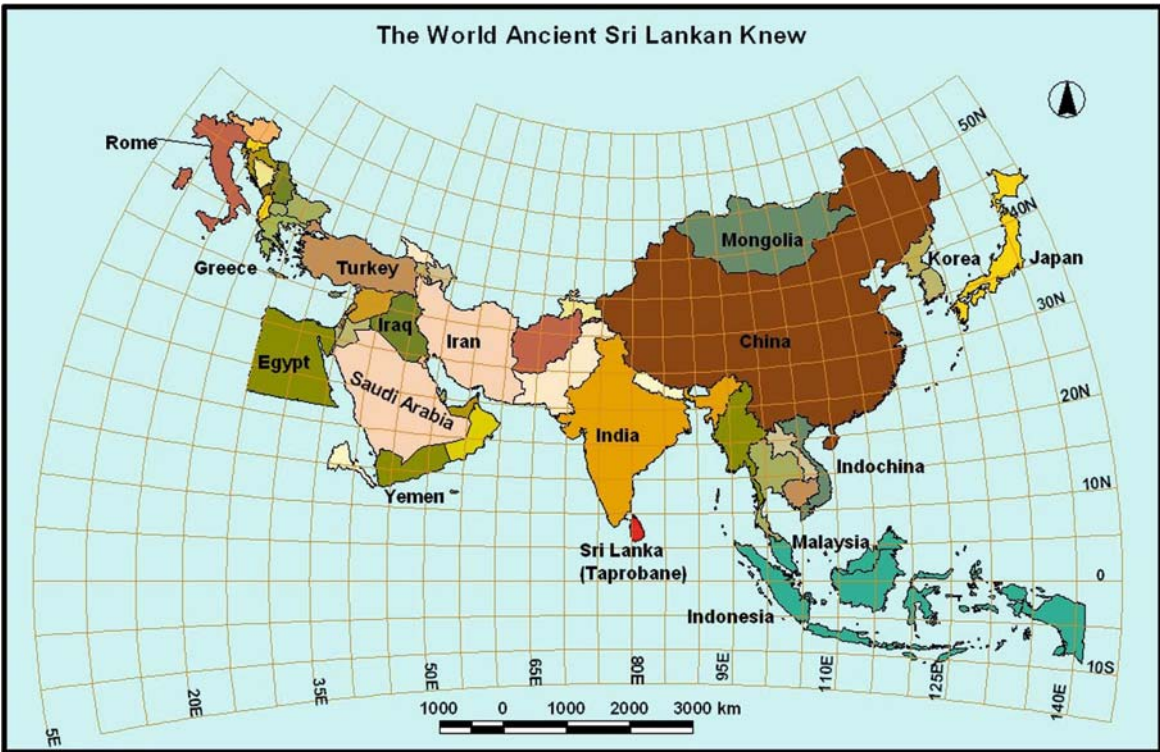 The World Ancient Sri Lankan Knew
50N
Rome
40N
Mongolia
Korea
Japan
Greece
Turkey
30N
Iraq
Iran
China
Egypt
Saudi Arabia
20N
India
Indochina
Yemen
10N
Malaysia
Sri Lanka
(Taprobane)
0
Indonesia
10S
5E
20E
35E
50E
65E
80E
95E
110E
125E
140E
1000 0 1000 2000 3000 km